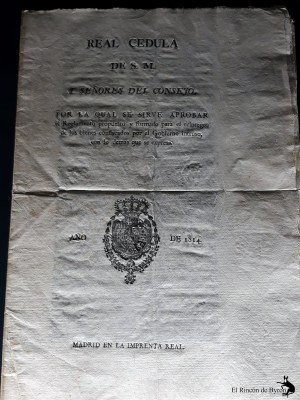 REAL CEDULA
DE S. M.
Y SEÑORES DEL CONSEJO,
POR LA QUAL SE SIRVE APROBAR
el Reglamento propuesto y formado para el reintegro
de los bienes confiscados por el Gobierno intruso,
con lo demas que se expresa.
AÑO DE 1814.
MADRID EN LA IMPRENTA REAL.
El Rincón de Byron